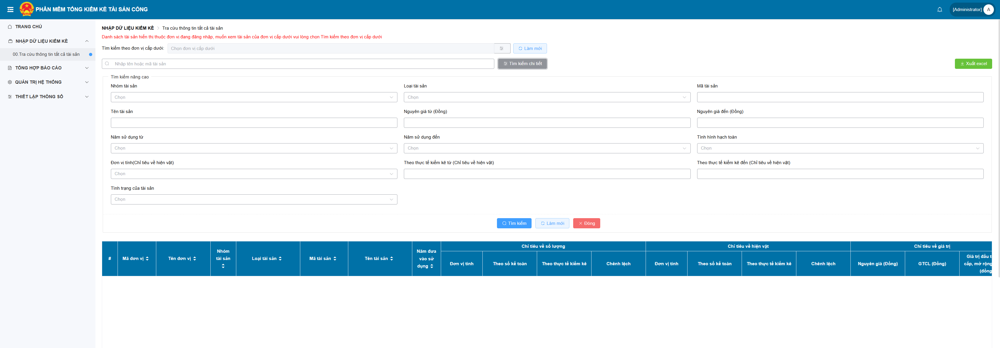 PHẦN MỀM TỔNG KIỂM KÊ TÀI SẢN CÔNG
[Administrator] A
TRANG CHỦ
NHẬP DỮ LIỆU KIỂM KÊ
00.Tra cứu thông tin tất cả tài sản
TỔNG HỢP BÁO CÁO
QUẢN TRỊ HỆ THỐNG
THIẾT LẬP THÔNG SỐ
NHẬP DỮ LIỆU KIỂM KÊ > Tra cứu thông tin tất cả tài sản
Danh sách tài sản hiển thị thuộc đơn vị đang đăng nhập, muốn xem tài sản của đơn vị cấp dưới vui lòng chọn Tìm kiếm theo đơn vị cấp dưới
Tìm kiếm theo đơn vị cấp dưới: Chọn đơn vị cấp dưới Làm mới
Nhập tên hoặc mã tài sản Tìm kiếm chi tiết Xuất excel
Tìm kiếm nâng cao
Nhóm tài sản Loại tài sản Mã tài sản
Chọn Chọn
Tên tài sản Nguyên giá từ (Đồng) Nguyên giá đến (Đồng)
Năm sử dụng từ Năm sử dụng đến Tình hình hạch toán
Chọn Chọn Chọn
Đơn vị tính(Chỉ tiêu về hiện vật) Theo thực tế kiểm kê từ (Chỉ tiêu về hiện vật) Theo thực tế kiểm kê đến (Chỉ tiêu về hiện vật)
Chọn
Tình trạng của tài sản
Chọn
Tìm kiếm Làm mới Đóng
# Mã đơn vị Tên đơn vị Nhóm tài sản Loại tài sản Mã tài sản Tên tài sản Năm đưa vào sử dụng
Chỉ tiêu về số lượng Chỉ tiêu về hiện vật Chỉ tiêu về giá trị
Đơn vị tính Theo sổ kế toán Theo thực tế kiểm kê Chênh lệch Đơn vị tính Theo sổ kế toán Theo thực tế kiểm kê Chênh lệch Nguyên giá (Đồng) GTCL (Đồng)
Giá trị đầu t
cấp, mở rộng
(đồng